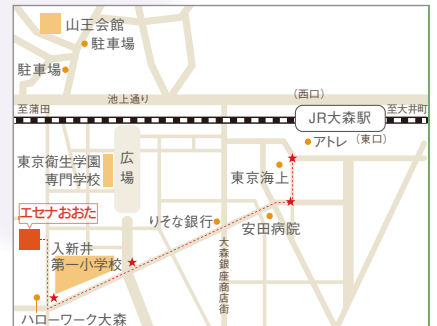 山王会館
駐車場
駐車場
池上通り
(西口)
至蒲田
JR大森駅
至大井町
アトレ (東口)
東京衛生学園
専門学校
広場
東京海上
エセナおおた
りそな銀行
安田病院
入新井
第一小学校
大森銀座商店街
ハローワーク大森